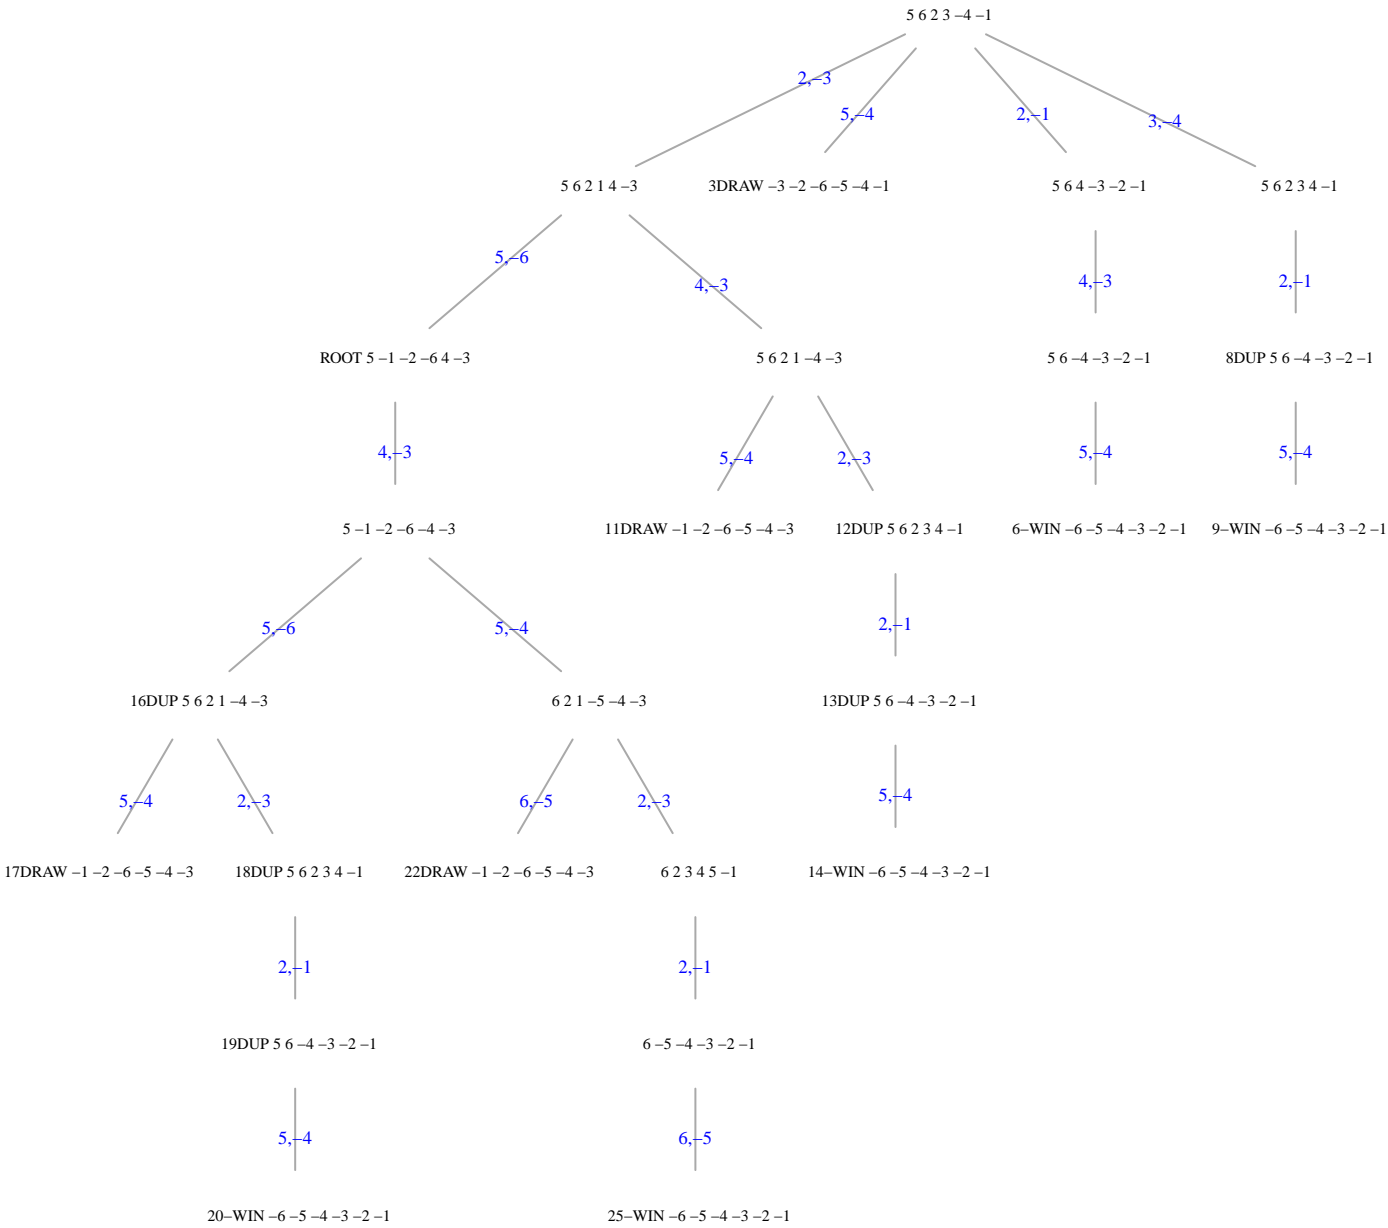 5 6 2 3 –4 –1
2,–3
5,–4
2,–1
3,–4
5 6 2 1 4 –3
3DRAW –3 –2 –6 –5 –4 –1
5 6 4 –3 –2 –1
5 6 2 3 4 –1
5,–6
4,–3
4,–3
2,–1
ROOT 5 –1 –2 –6 4 –3
5 6 2 1 –4 –3
5 6 –4 –3 –2 –1
8DUP 5 6 –4 –3 –2 –1
4,–3
5,–4
2,–3
5,–4
5,–4
5 –1 –2 –6 –4 –3
11DRAW –1 –2 –6 –5 –4 –3
12DUP 5 6 2 3 4 –1
6–WIN –6 –5 –4 –3 –2 –1
9–WIN –6 –5 –4 –3 –2 –1
5,–6
5,–4
2,–1
16DUP 5 6 2 1 –4 –3
6 2 1 –5 –4 –3
13DUP 5 6 –4 –3 –2 –1
5,–4
2,–3
6,–5
2,–3
5,–4
17DRAW –1 –2 –6 –5 –4 –3
18DUP 5 6 2 3 4 –1
22DRAW –1 –2 –6 –5 –4 –3
6 2 3 4 5 –1
14–WIN –6 –5 –4 –3 –2 –1
2,–1
2,–1
19DUP 5 6 –4 –3 –2 –1
6 –5 –4 –3 –2 –1
5,–4
6,–5
20–WIN –6 –5 –4 –3 –2 –1
25–WIN –6 –5 –4 –3 –2 –1